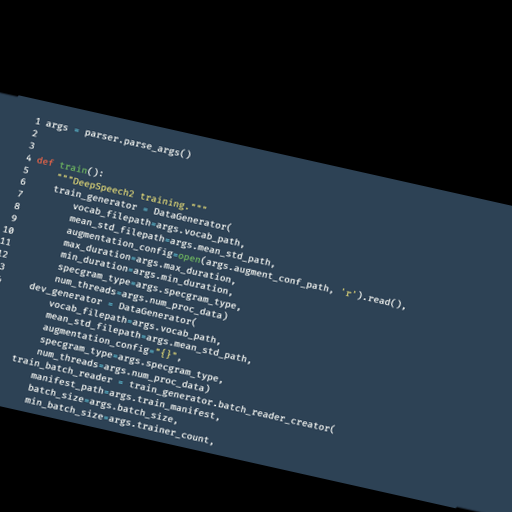 1 args = parser.parse_args()
2
3
4 def train():
5 """DeepSpeech2 training."""
6 train_generator = DataGenerator(
7 vocab_filepath=args.vocab_path,
8 mean_std_filepath=args.mean_std_path,
9 augmentation_config=open(args.augment_conf_path, 'r').read(),
10 max_duration=args.max_duration,
11 min_duration=args.min_duration,
12 specgram_type=args.specgram_type,
3 num_threads=args.num_proc_data)
dev_generator = DataGenerator(
vocab_filepath=args.vocab_path,
mean_std_filepath=args.mean_std_path,
augmentation_config="{}",
specgram_type=args.specgram_type,
num_threads=args.num_proc_data)
train_batch_reader = train_generator.batch_reader_creator(
manifest_path=args.train_manifest,
batch_size=args.batch_size,
min_batch_size=args.trainer_count,